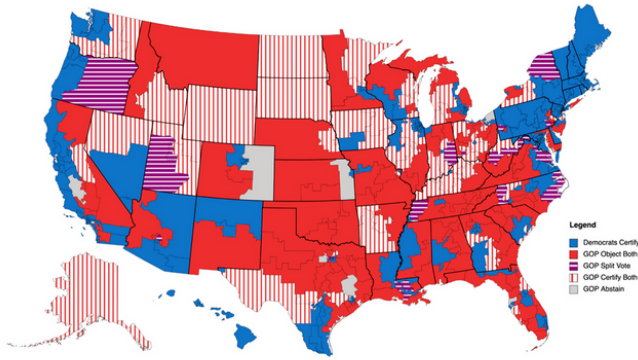 Legend
Democrats Certify
GOP Object Both
GOP Split Vote
GOP Certify Both
GOP Abstain